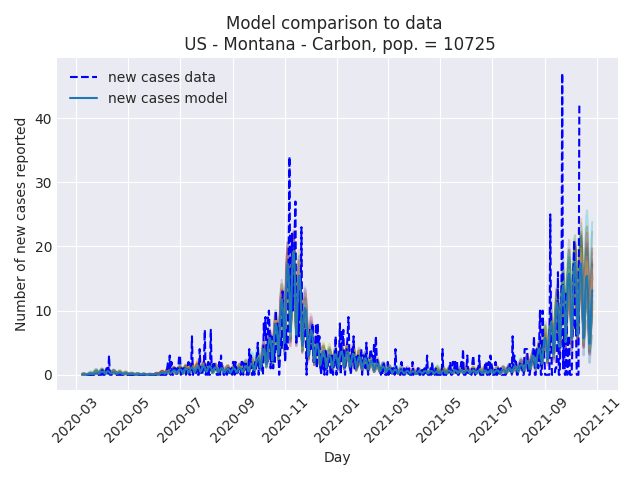 Model comparison to data
US - Montana - Carbon, pop. = 10725
new cases data
new cases model
Number of new cases reported
40
30
20
10
0
2020-03
2020-05
2020-07
2020-09
2020-11
2021-01
2021-03
2021-05
2021-07
2021-09
2021-11
Day